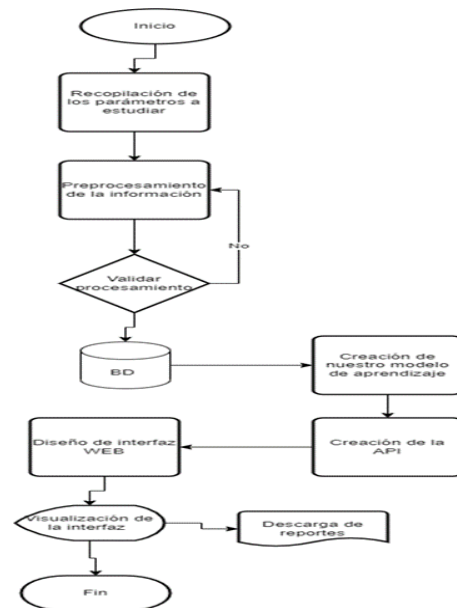 Inicio
Recopilación de
los parámetros a
estudiar
Preprocesamiento
de la información
No
Validar
procesamiento
BD
Creación de
nuestro modelo
de aprendizaje
Diseño de interfaz
WEB
Creación de la
API
Visualización de
la interfaz
Descarga de
reportes
Fin